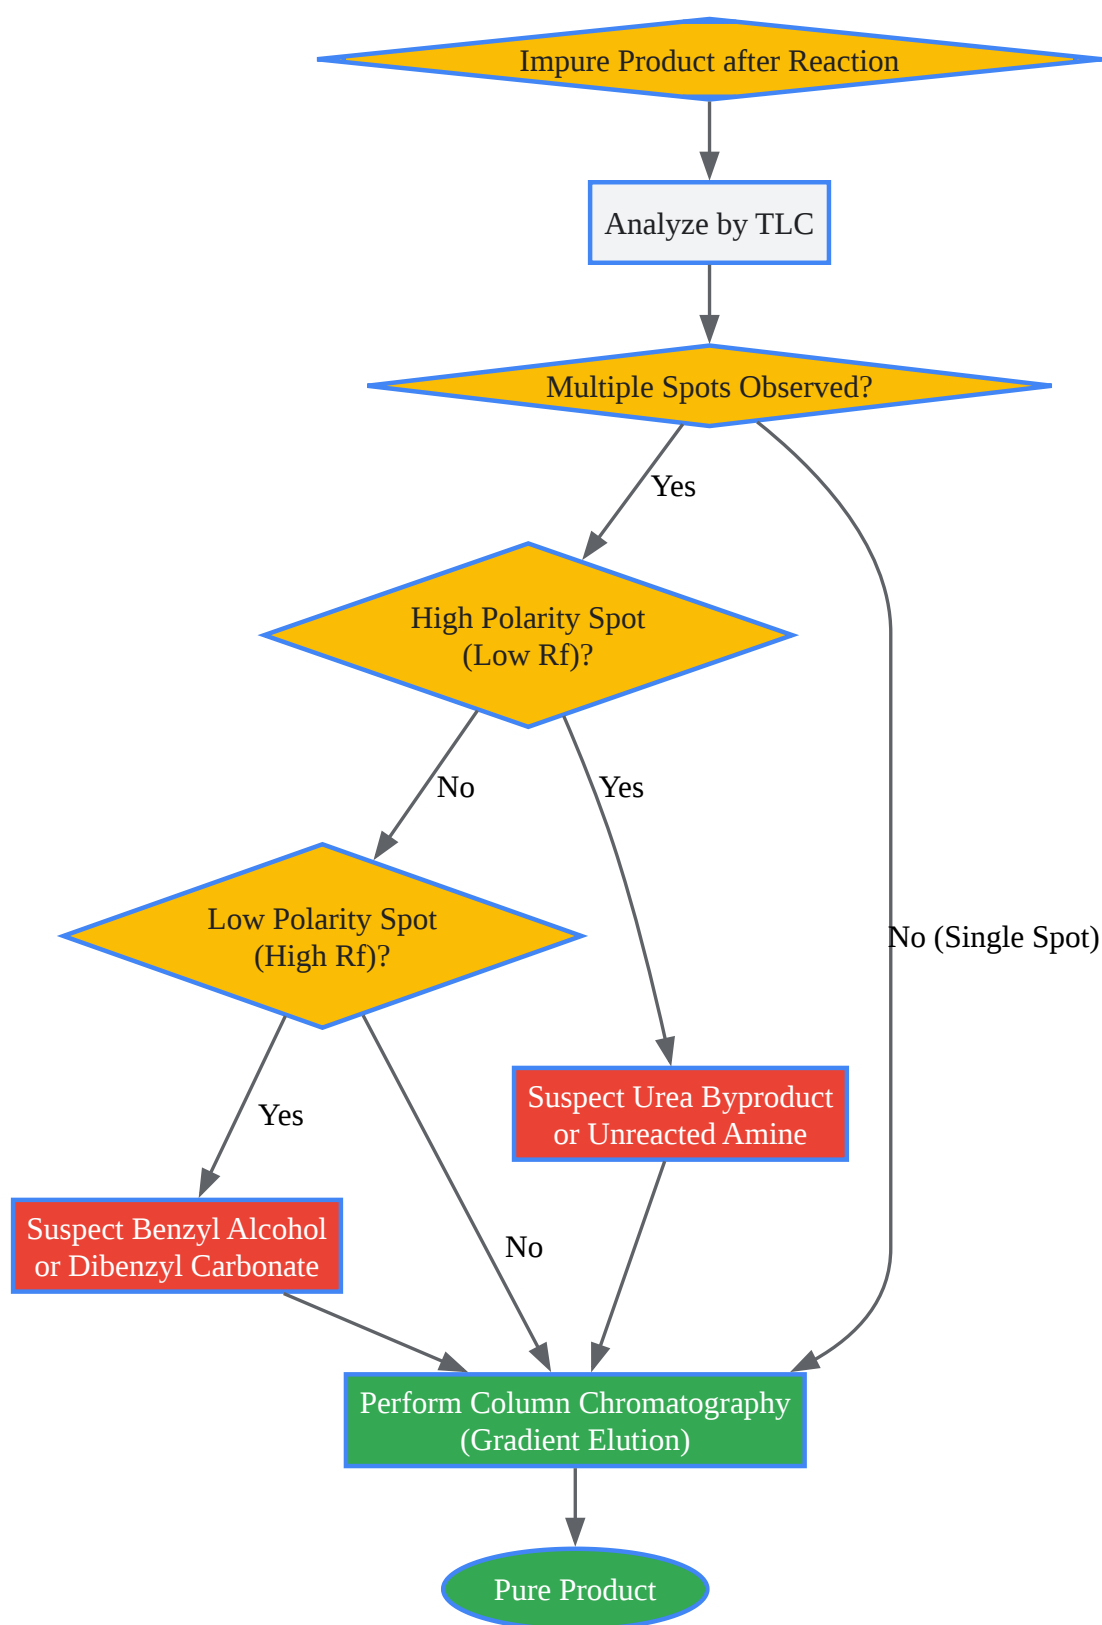 Impure Product after Reaction
Analyze by TLC
Multiple Spots Observed?
Yes
High Polarity Spot
(Low Rf)?
No
Yes
Low Polarity Spot
(High Rf)?
No (Single Spot)
Suspect Urea Byproduct
or Unreacted Amine
Yes
Suspect Benzyl Alcohol
or Dibenzyl Carbonate
No
Perform Column Chromatography
(Gradient Elution)
Pure Product